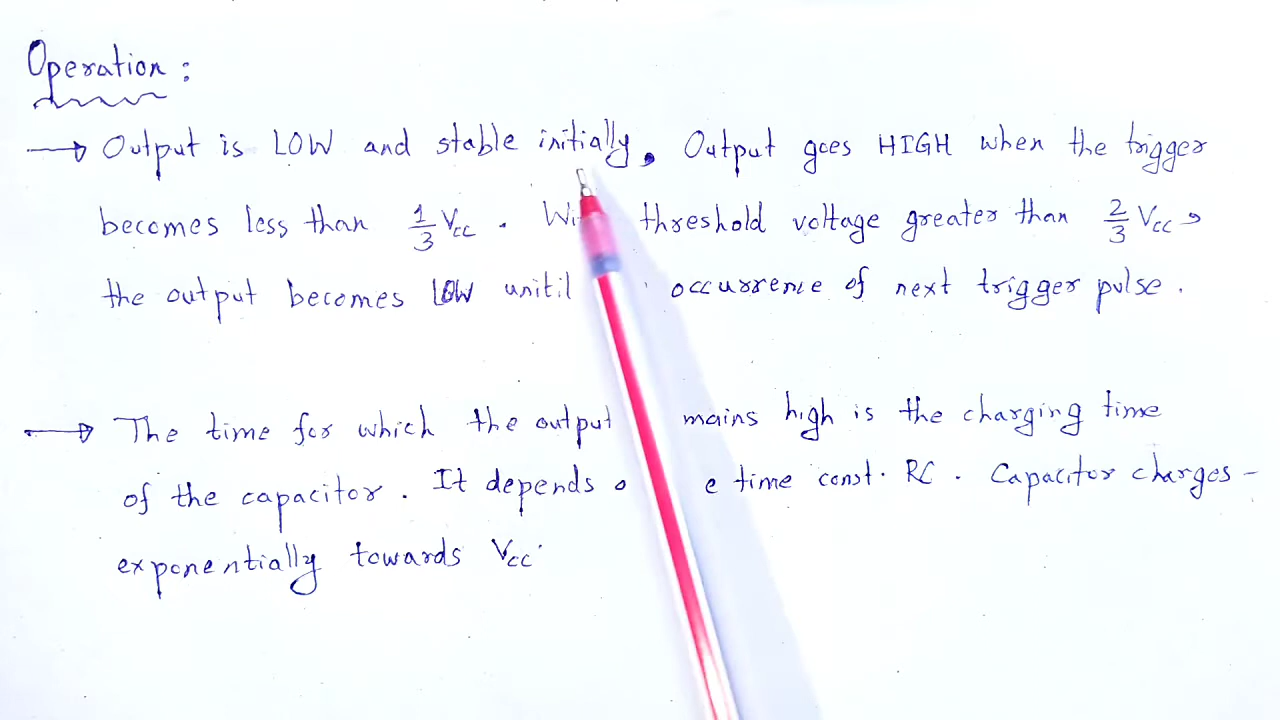 Operation :
→ Output is LOW and stable initially. Output goes HIGH when the trigger
becomes less than 1/3 Vcc . threshold voltage greater than 2/3 Vcc ,
the output becomes LOW unitil occurrence of next trigger pulse .
→ The time for which the output mains high is the charging time
of the capacitor . It depends e time const. RC . Capacitor charges -
exponentially towards Vcc .